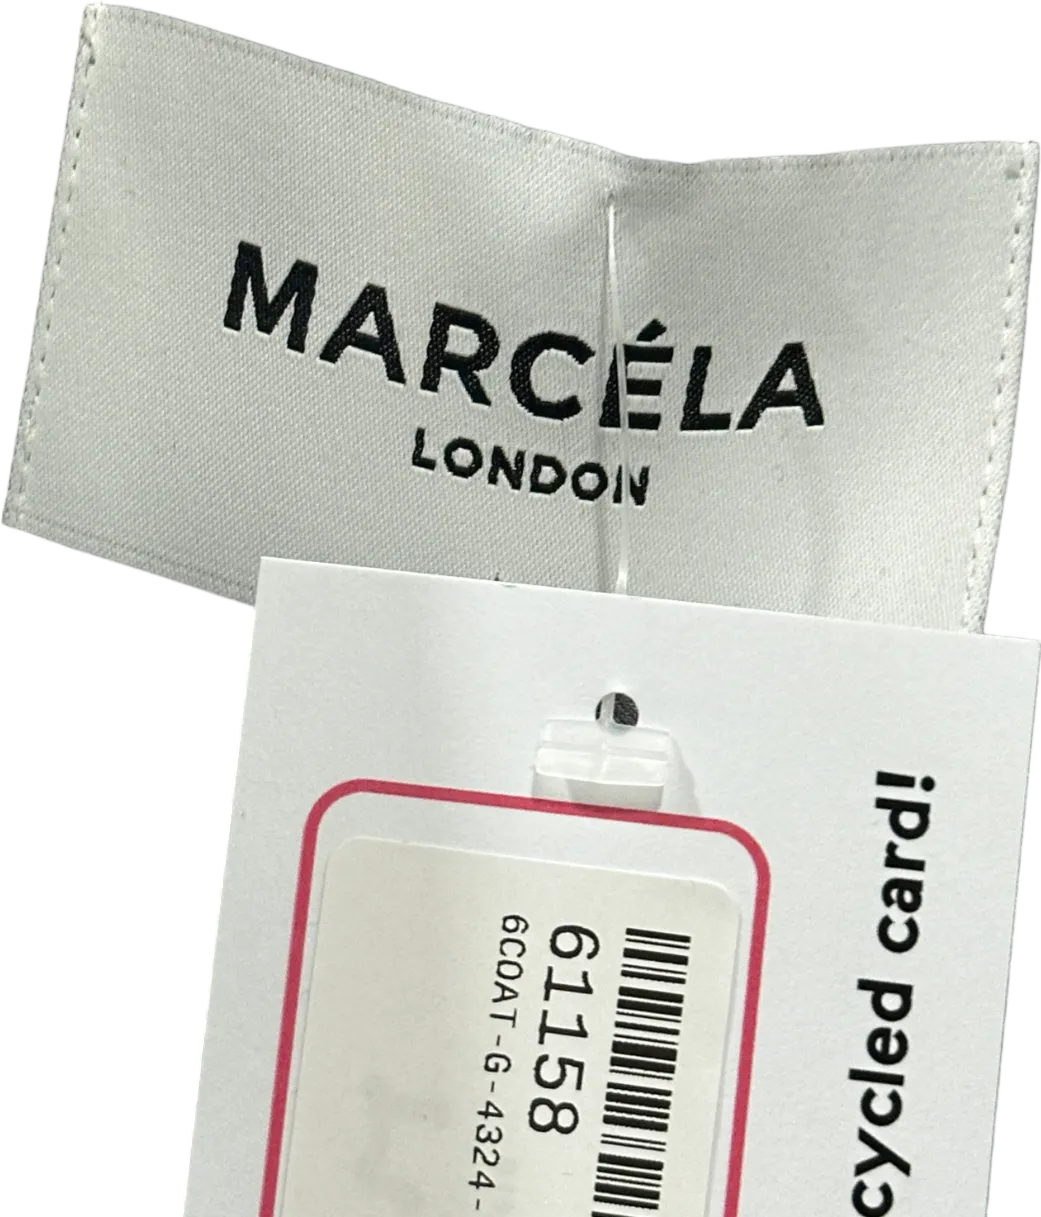 MARCÉLA
LONDON
cycled card!
61158
6COAT-G-4324-